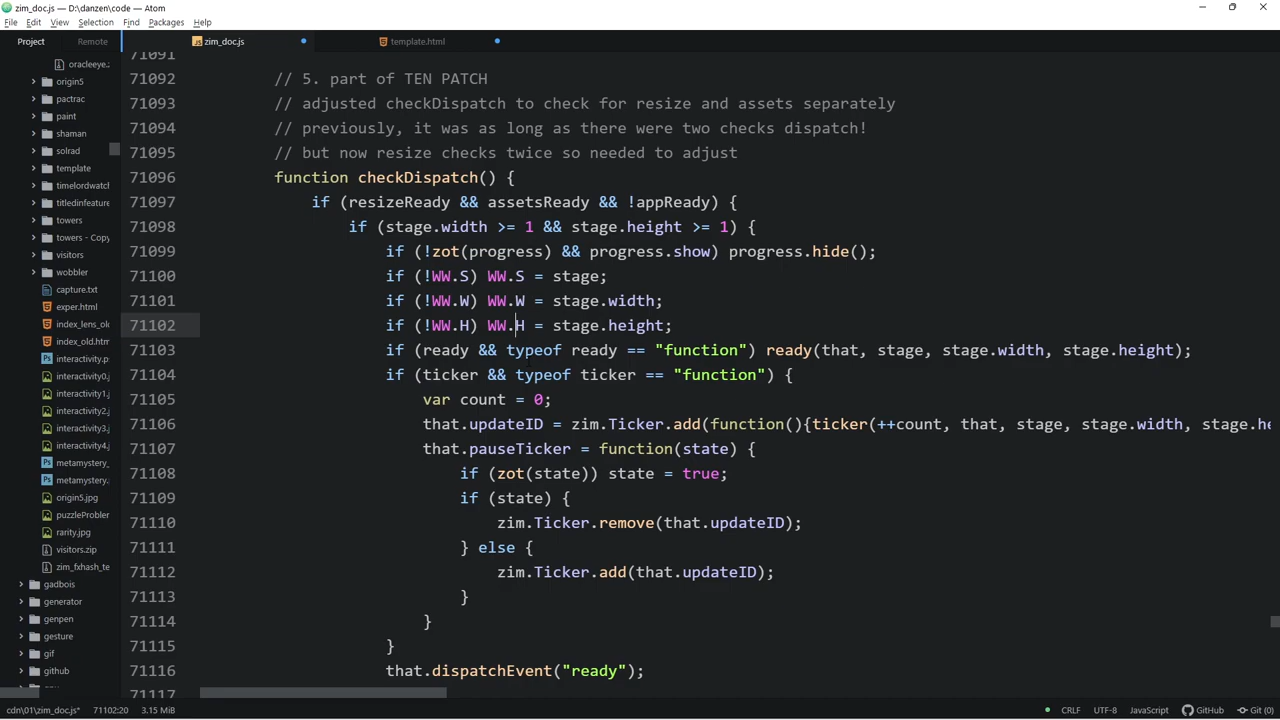 zim_doc.js — D:\danzen\code — Atom
File Edit View Selection Find Packages Help
Project Remote
zim_doc.js template.html
oracleeye.z
origin5
pactrac
paint
shaman
solrad
template
timelordwatch
titledinfeature
towers
towers - Copy
visitors
wobbler
capture.txt
exper.html
index_lens_old
index_old.htm
interactivity.ps
interactivity0.j
interactivity1.j
interactivity2.j
interactivity3.j
interactivity4.j
metamystery_
metamystery.
origin5.jpg
puzzleProblem
rarity.jpg
visitors.zip
zim_fxhash_te
gadbois
generator
genpen
gesture
gif
github
71091
71092 // 5. part of TEN PATCH
71093 // adjusted checkDispatch to check for resize and assets separately
71094 // previously, it was as long as there were two checks dispatch!
71095 // but now resize checks twice so needed to adjust
71096 function checkDispatch() {
71097 if (resizeReady && assetsReady && !appReady) {
71098 if (stage.width >= 1 && stage.height >= 1) {
71099 if (!zot(progress) && progress.show) progress.hide();
71100 if (!WW.S) WW.S = stage;
71101 if (!WW.W) WW.W = stage.width;
71102 if (!WW.H) WW.H = stage.height;
71103 if (ready && typeof ready == "function") ready(that, stage, stage.width, stage.height);
71104 if (ticker && typeof ticker == "function") {
71105 var count = 0;
71106 that.updateID = zim.Ticker.add(function(){ticker(++count, that, stage, stage.width, stage.he
71107 that.pauseTicker = function(state) {
71108 if (zot(state)) state = true;
71109 if (state) {
71110 zim.Ticker.remove(that.updateID);
71111 } else {
71112 zim.Ticker.add(that.updateID);
71113 }
71114 }
71115 }
71116 that.dispatchEvent("ready");
71117
cdn\01\zim_doc.js* 71102:20 3.15 MiB CRLF UTF-8 JavaScript GitHub Git (0)